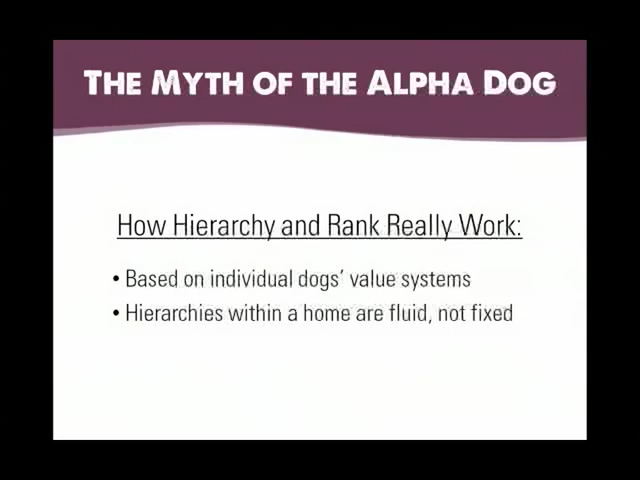 THE MYTH OF THE ALPHA DOG
How Hierarchy and Rank Really Work:
• Based on individual dogs' value systems
• Hierarchies within a home are fluid, not fixed